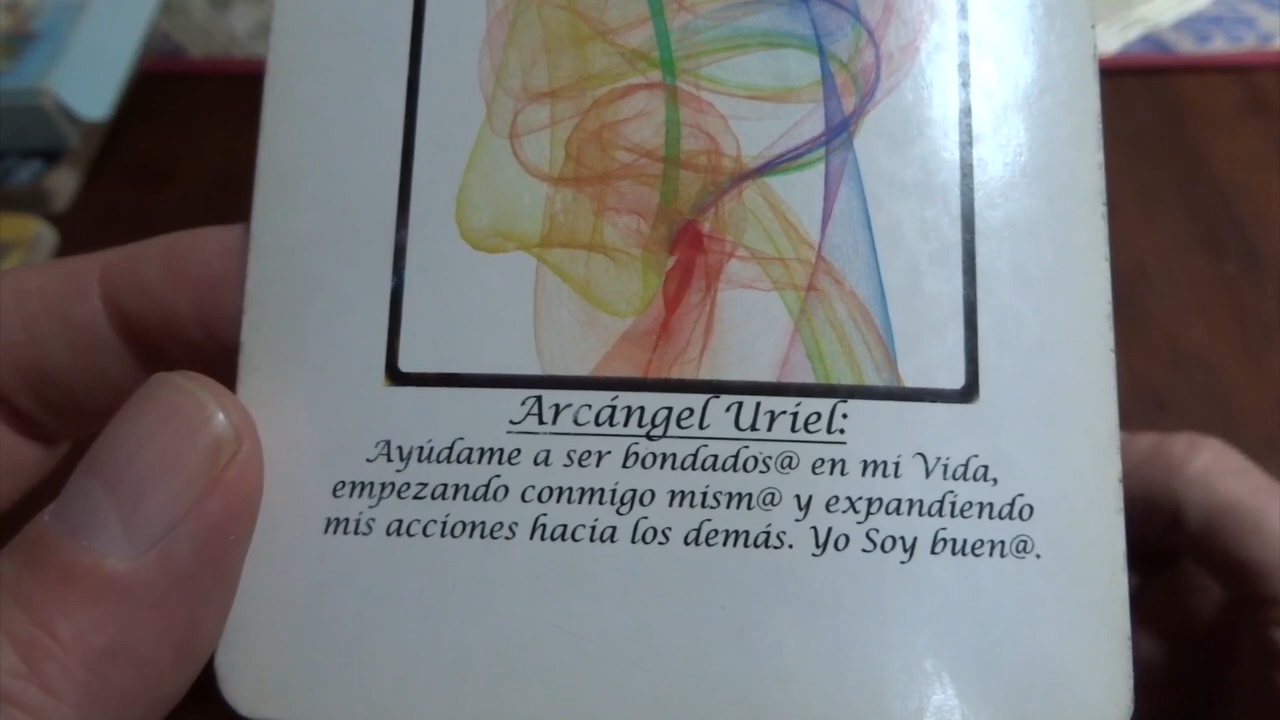 Arcángel Uriel:
Ayúdame a ser bondados@ en mi Vida,
empezando conmigo mism@ y expandiendo
mis acciones hacia los demás. Yo Soy buen@.